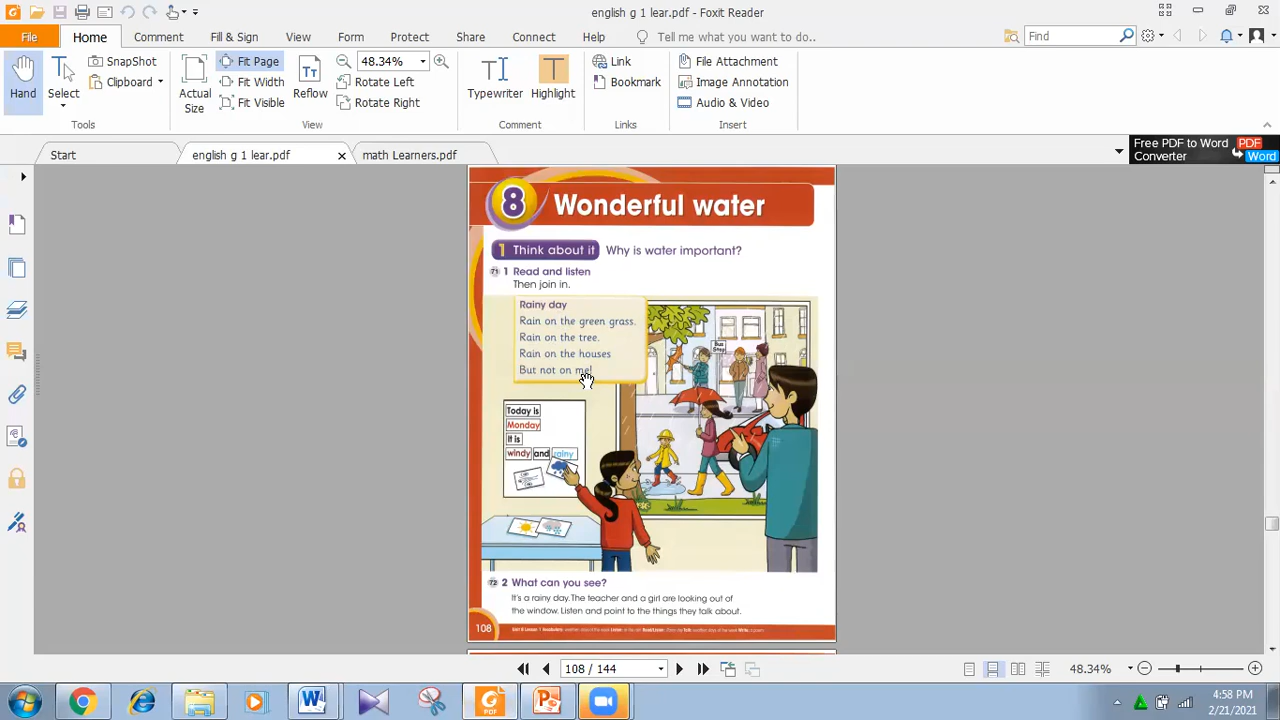 english g 1 lear.pdf - Foxit Reader
File Home Comment Fill & Sign View Form Protect Share Connect Help Tell me what you want to do.. Find
Hand
Select
SnapShot
Clipboard
Tools
Actual Size
Fit Page
Fit Width
Fit Visible
Reflow
48.34%
Rotate Left
Rotate Right
View
Typewriter
Highlight
Comment
Link
Bookmark
Links
File Attachment
Image Annotation
Audio & Video
Insert
Start english g 1 lear.pdf math Learners.pdf
Free PDF to Word
Converter
PDF
Word
8 Wonderful water
1 Think about it Why is water important?
71 1 Read and listen
Then join in.
Rainy day
Rain on the green grass.
Rain on the tree.
Rain on the houses
But not on me!
Bus
Stop
Today is
Monday
It is
windy and rainy
72 2 What can you see?
It's a rainy day. The teacher and a girl are looking out of
the window. Listen and point to the things they talk about.
108
108 / 144
48.34%
4:58 PM
2/21/2021